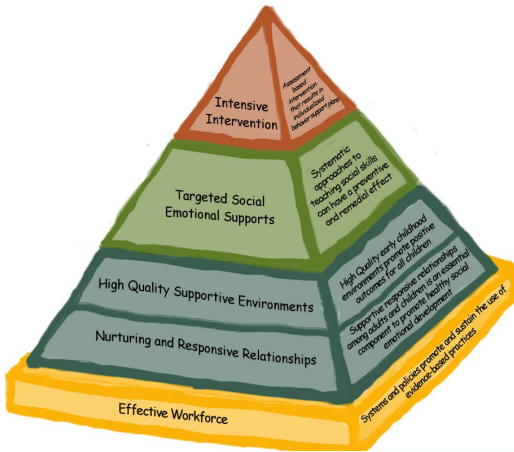 Intensive
Intervention
Assessment
based
intervention
that results in
individualized
behavior support plans
Targeted Social
Emotional Supports
Systematic
approaches to
teaching social skills
can have a preventive
and remedial effect
High Quality Supportive Environments
High Quality early childhood
environments promote positive
outcomes for all children
Nurturing and Responsive Relationships
Supportive responsive relationships
among adults and children is an essential
component to promote healthy social
emotional development
Effective Workforce
Systems and policies promote and sustain the use of
evidence-based practices